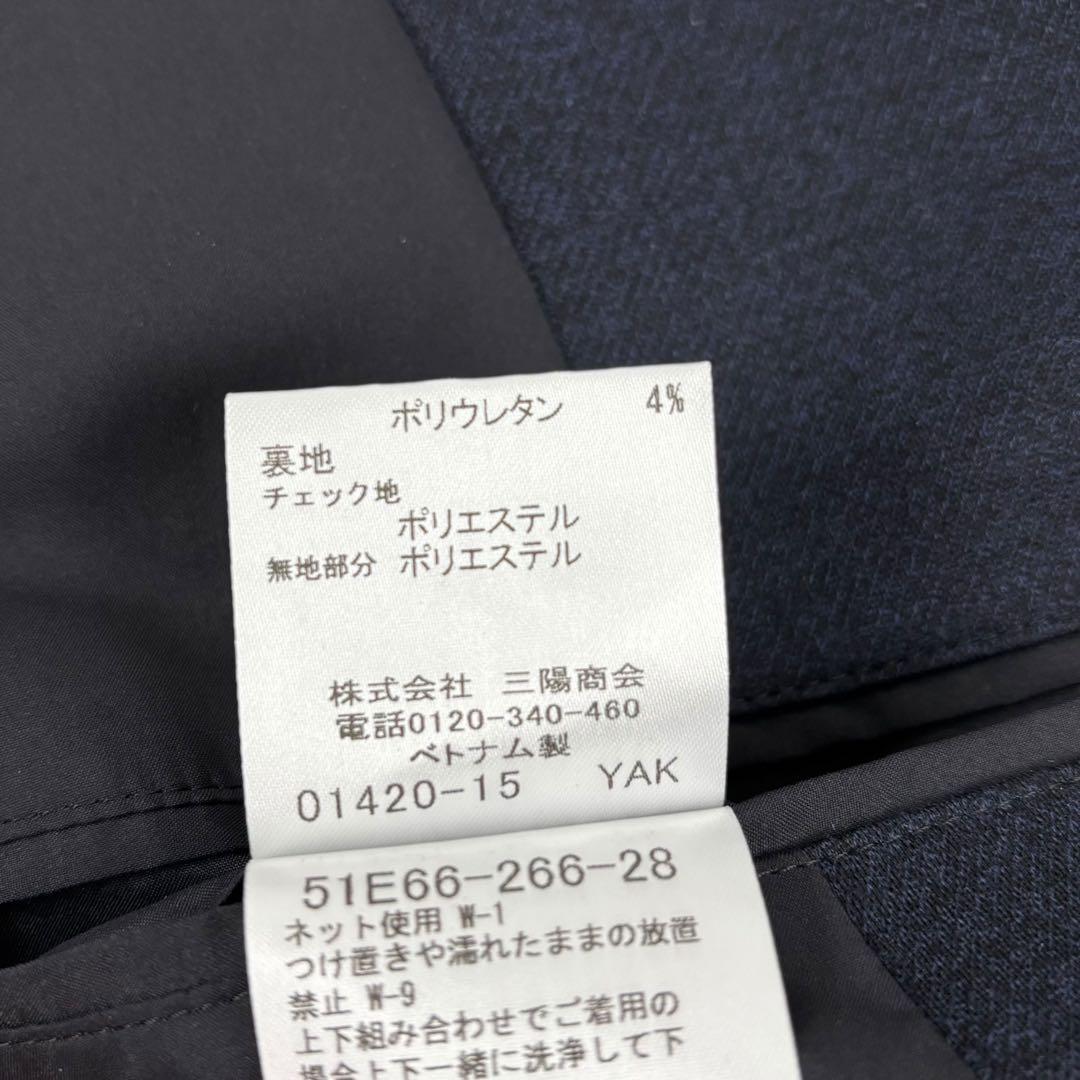 ポリウレタン 4%
裏地
チェック地
ポリエステル
無地部分 ポリエステル
株式会社 三陽商会
電話0120-340-460
ベトナム製
01420-15 YAK
51E66-266-28
ネット使用 W-1
つけ置きや濡れたままの放置
禁止 W-9
上下組み合わせでご着用の
場合上下一緒に洗浄して下